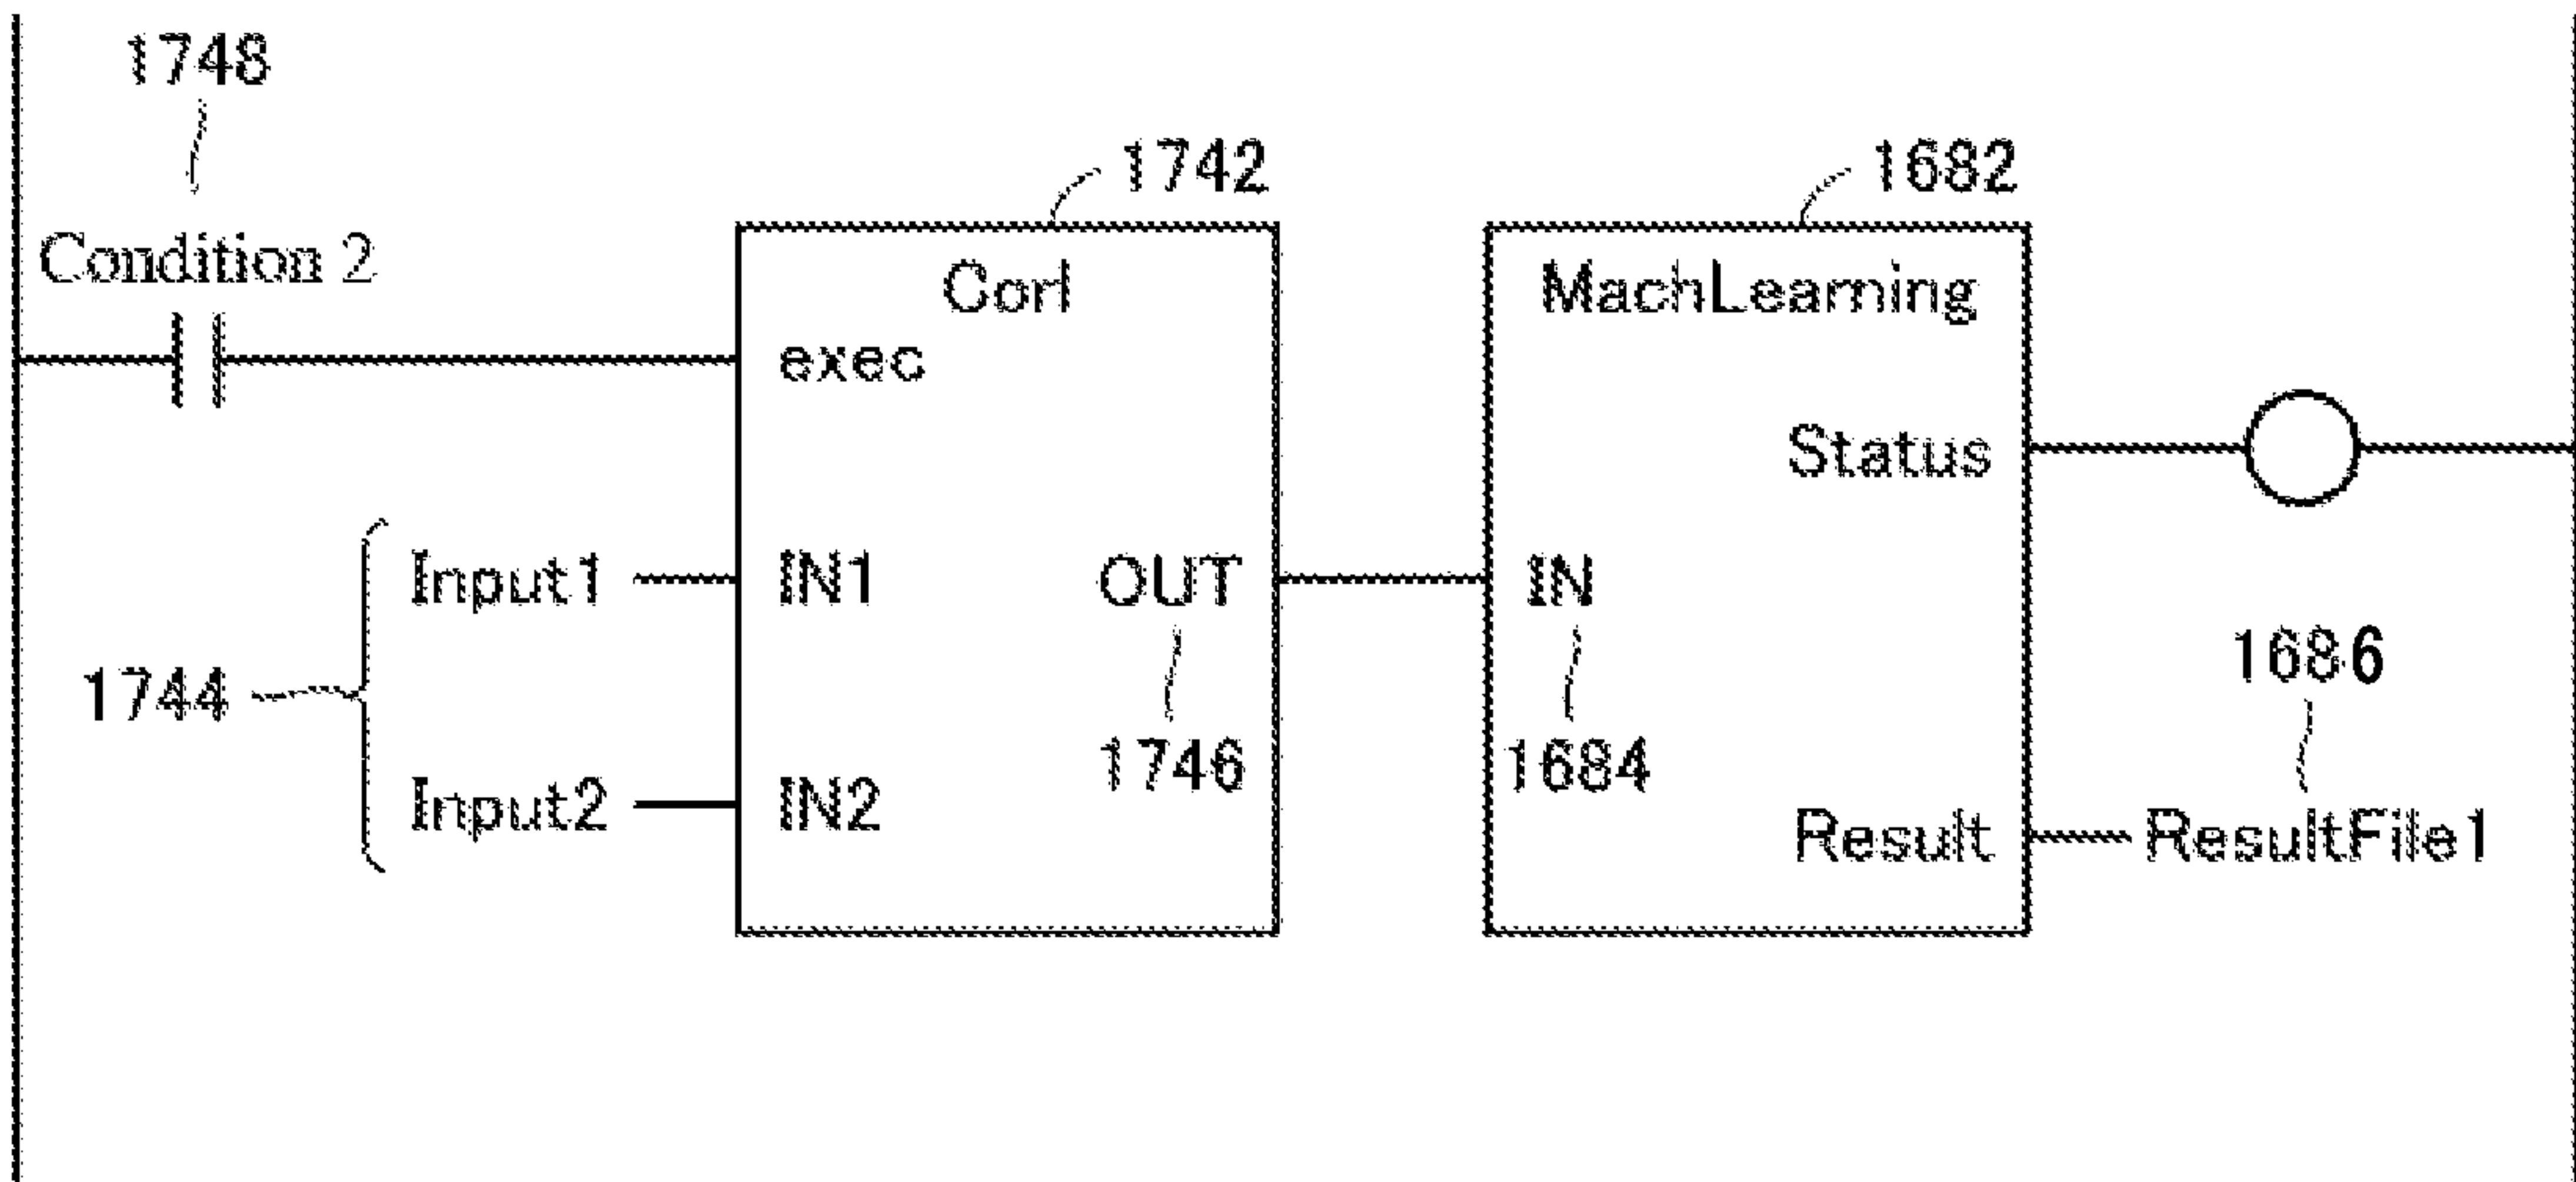 1748
1742
1682
Condition 2
Corl
MachLearning
exec
Status
Input1
IN1
OUT
IN
1744
1686
1746
1684
Input2
IN2
Result
ResultFile1